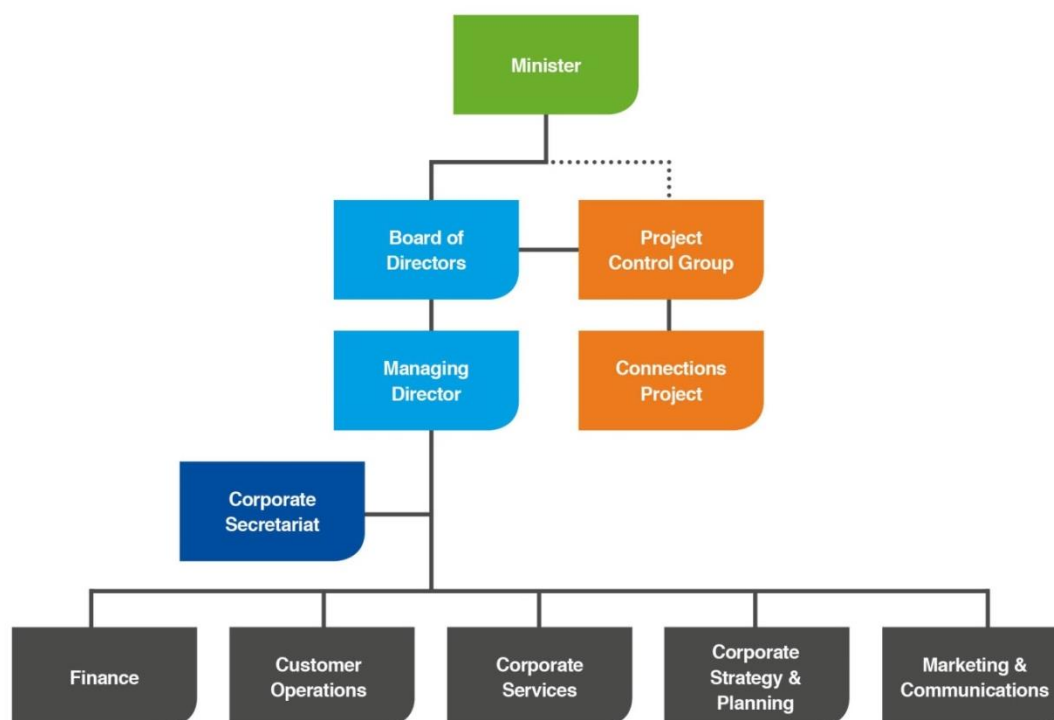 Minister
Board of
Directors
Project
Control Group
Managing
Director
Connections
Project
Corporate
Secretariat
Finance
Customer
Operations
Corporate
Services
Corporate
Strategy &
Planning
Marketing &
Communications